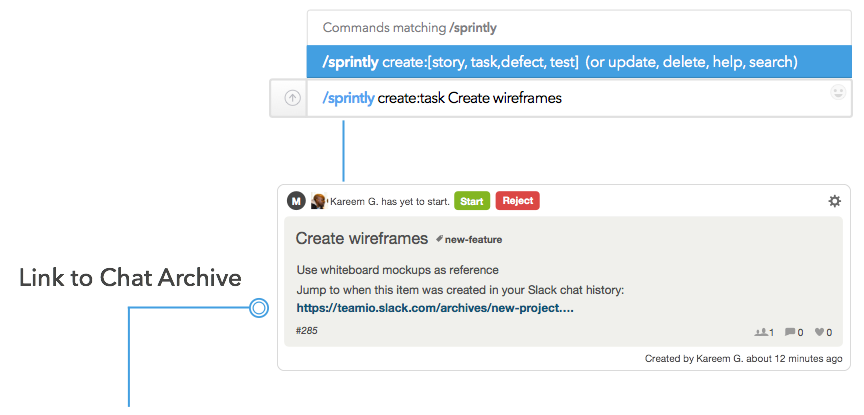 Commands matching /sprintly
/sprintly create:[story, task,defect, test] (or update, delete, help, search)
/sprintly create:task Create wireframes
M Kareem G. has yet to start. Start Reject
Create wireframes new-feature
Use whiteboard mockups as reference
Link to Chat Archive
Jump to when this item was created in your Slack chat history:
https://teamio.slack.com/archives/new-project....
#285 1 0 0
Created by Kareem G. about 12 minutes ago